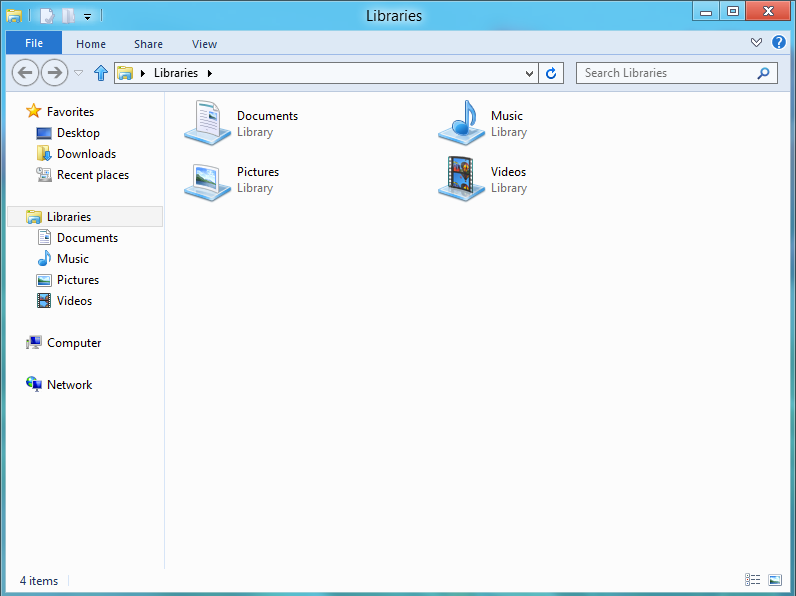 Libraries
File Home Share View
Libraries Search Libraries
Favorites
Desktop
Downloads
Recent places
Libraries
Documents
Music
Pictures
Videos
Computer
Network
Documents
Library
Music
Library
Pictures
Library
Videos
Library
4 items